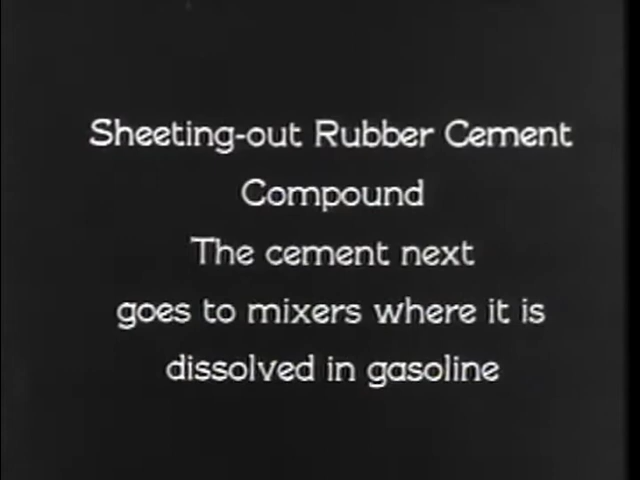 Sheeting-out Rubber Cement
Compound
The cement next
goes to mixers where it is
dissolved in gasoline